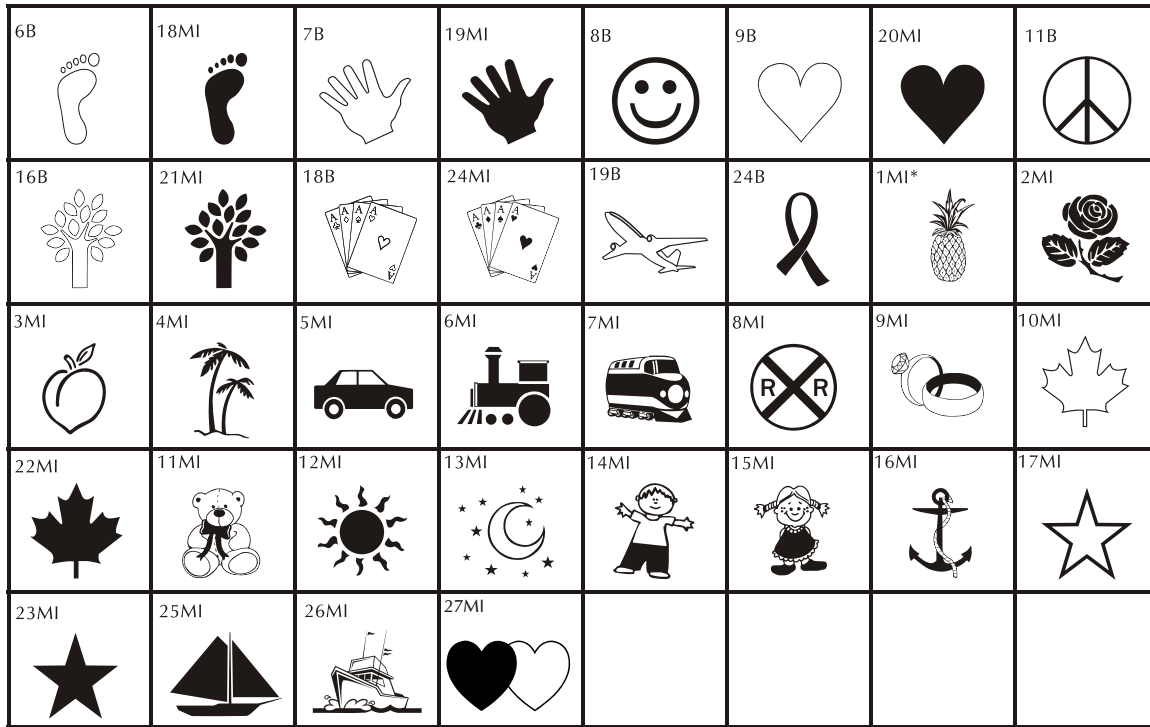 6B 18MI 7B 19MI 8B 9B 20MI 11B
16B 21MI 18B 24MI 19B 24B 1MI* 2MI
A A A A A A A A A A
3MI 4MI 5MI 6MI 7MI 8MI 9MI 10MI
R R
22MI 11MI 12MI 13MI 14MI 15MI 16MI 17MI
23MI 25MI 26MI 27MI